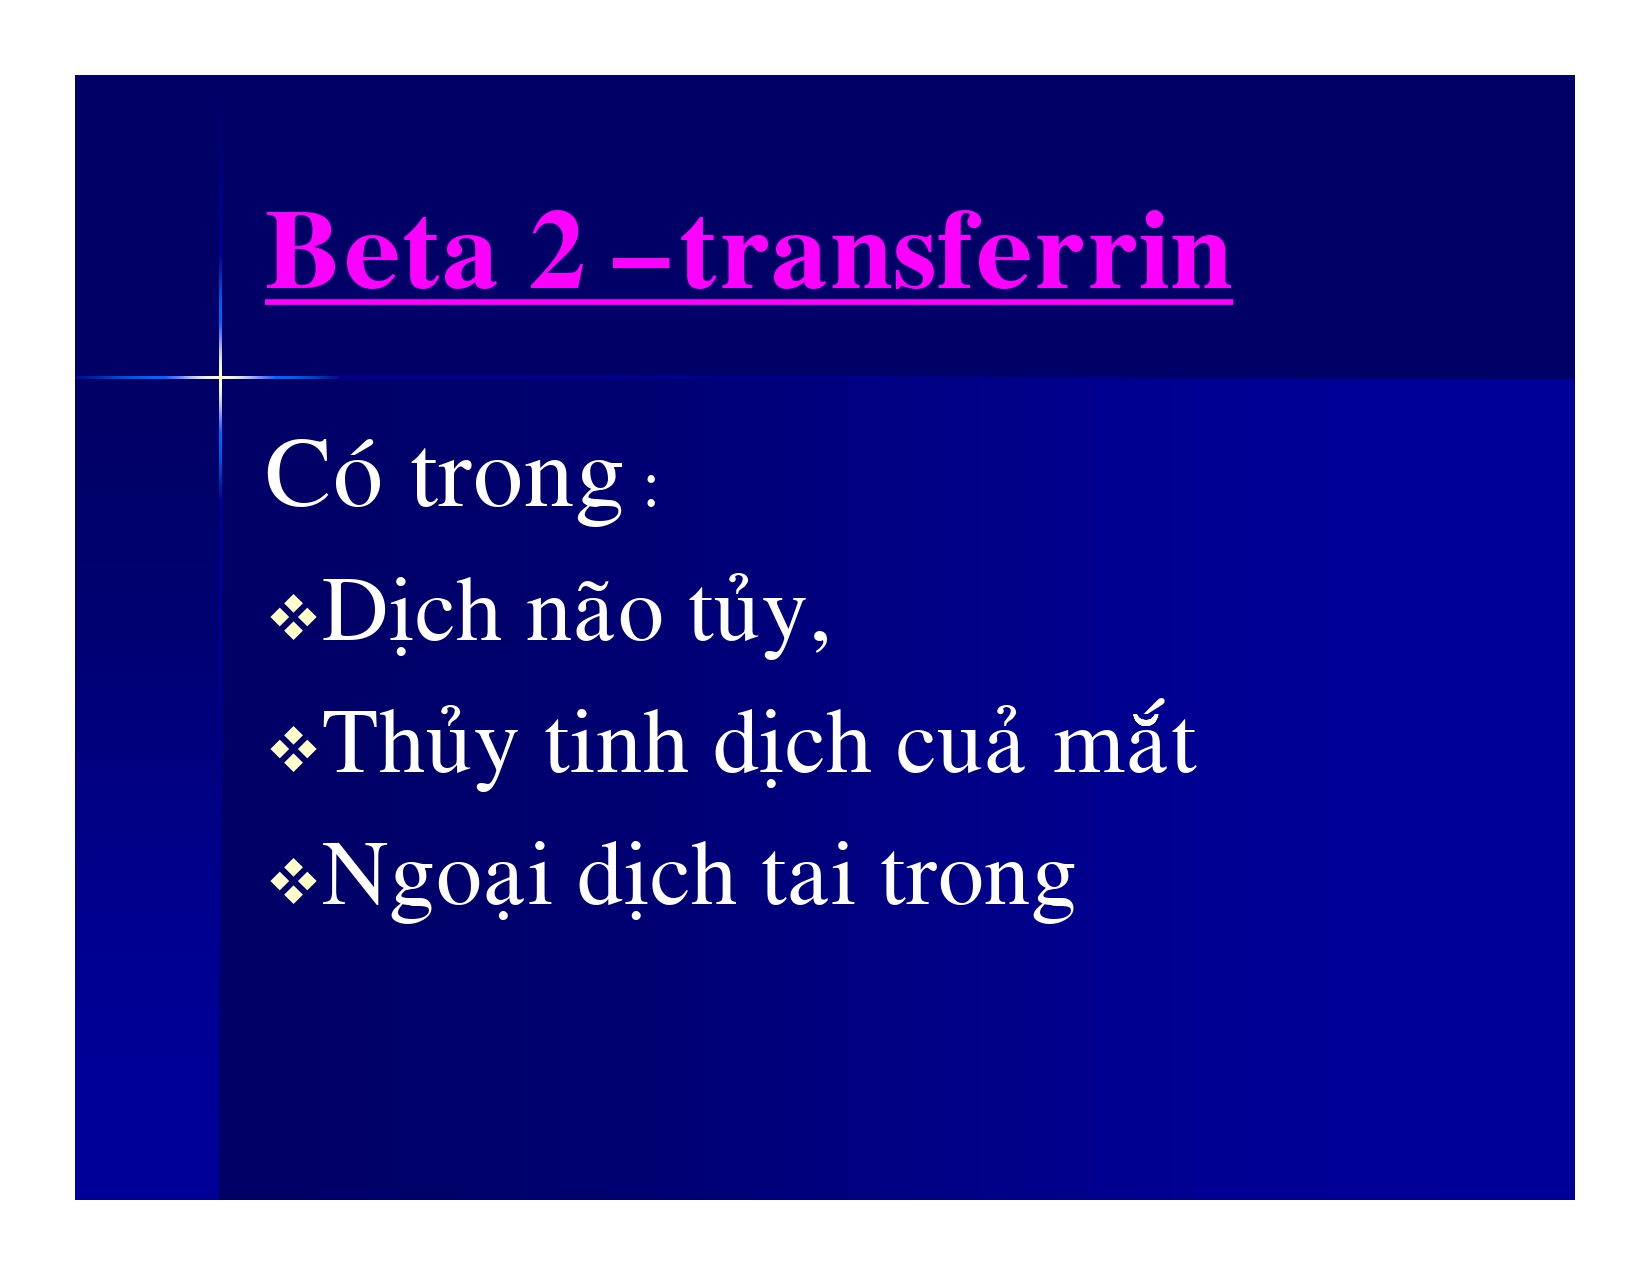 Beta 2 –transferrin
Có trong :
❖Dịch não tủy,
❖Thủy tinh dịch cuả mắt
❖Ngoại dịch tai trong